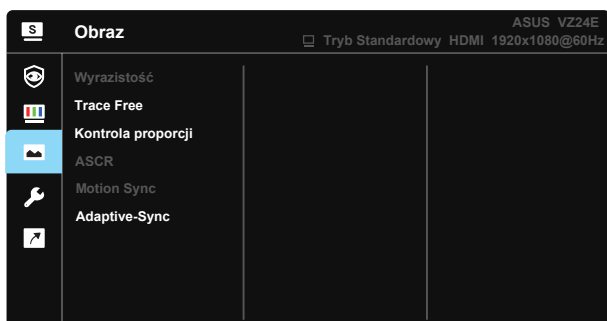 S
Obraz
ASUS VZ24E
Tryb Standardowy HDMI 1920x1080@60Hz
Wyrazistość
Trace Free
Kontrola proporcji
ASCR
Motion Sync
Adaptive-Sync